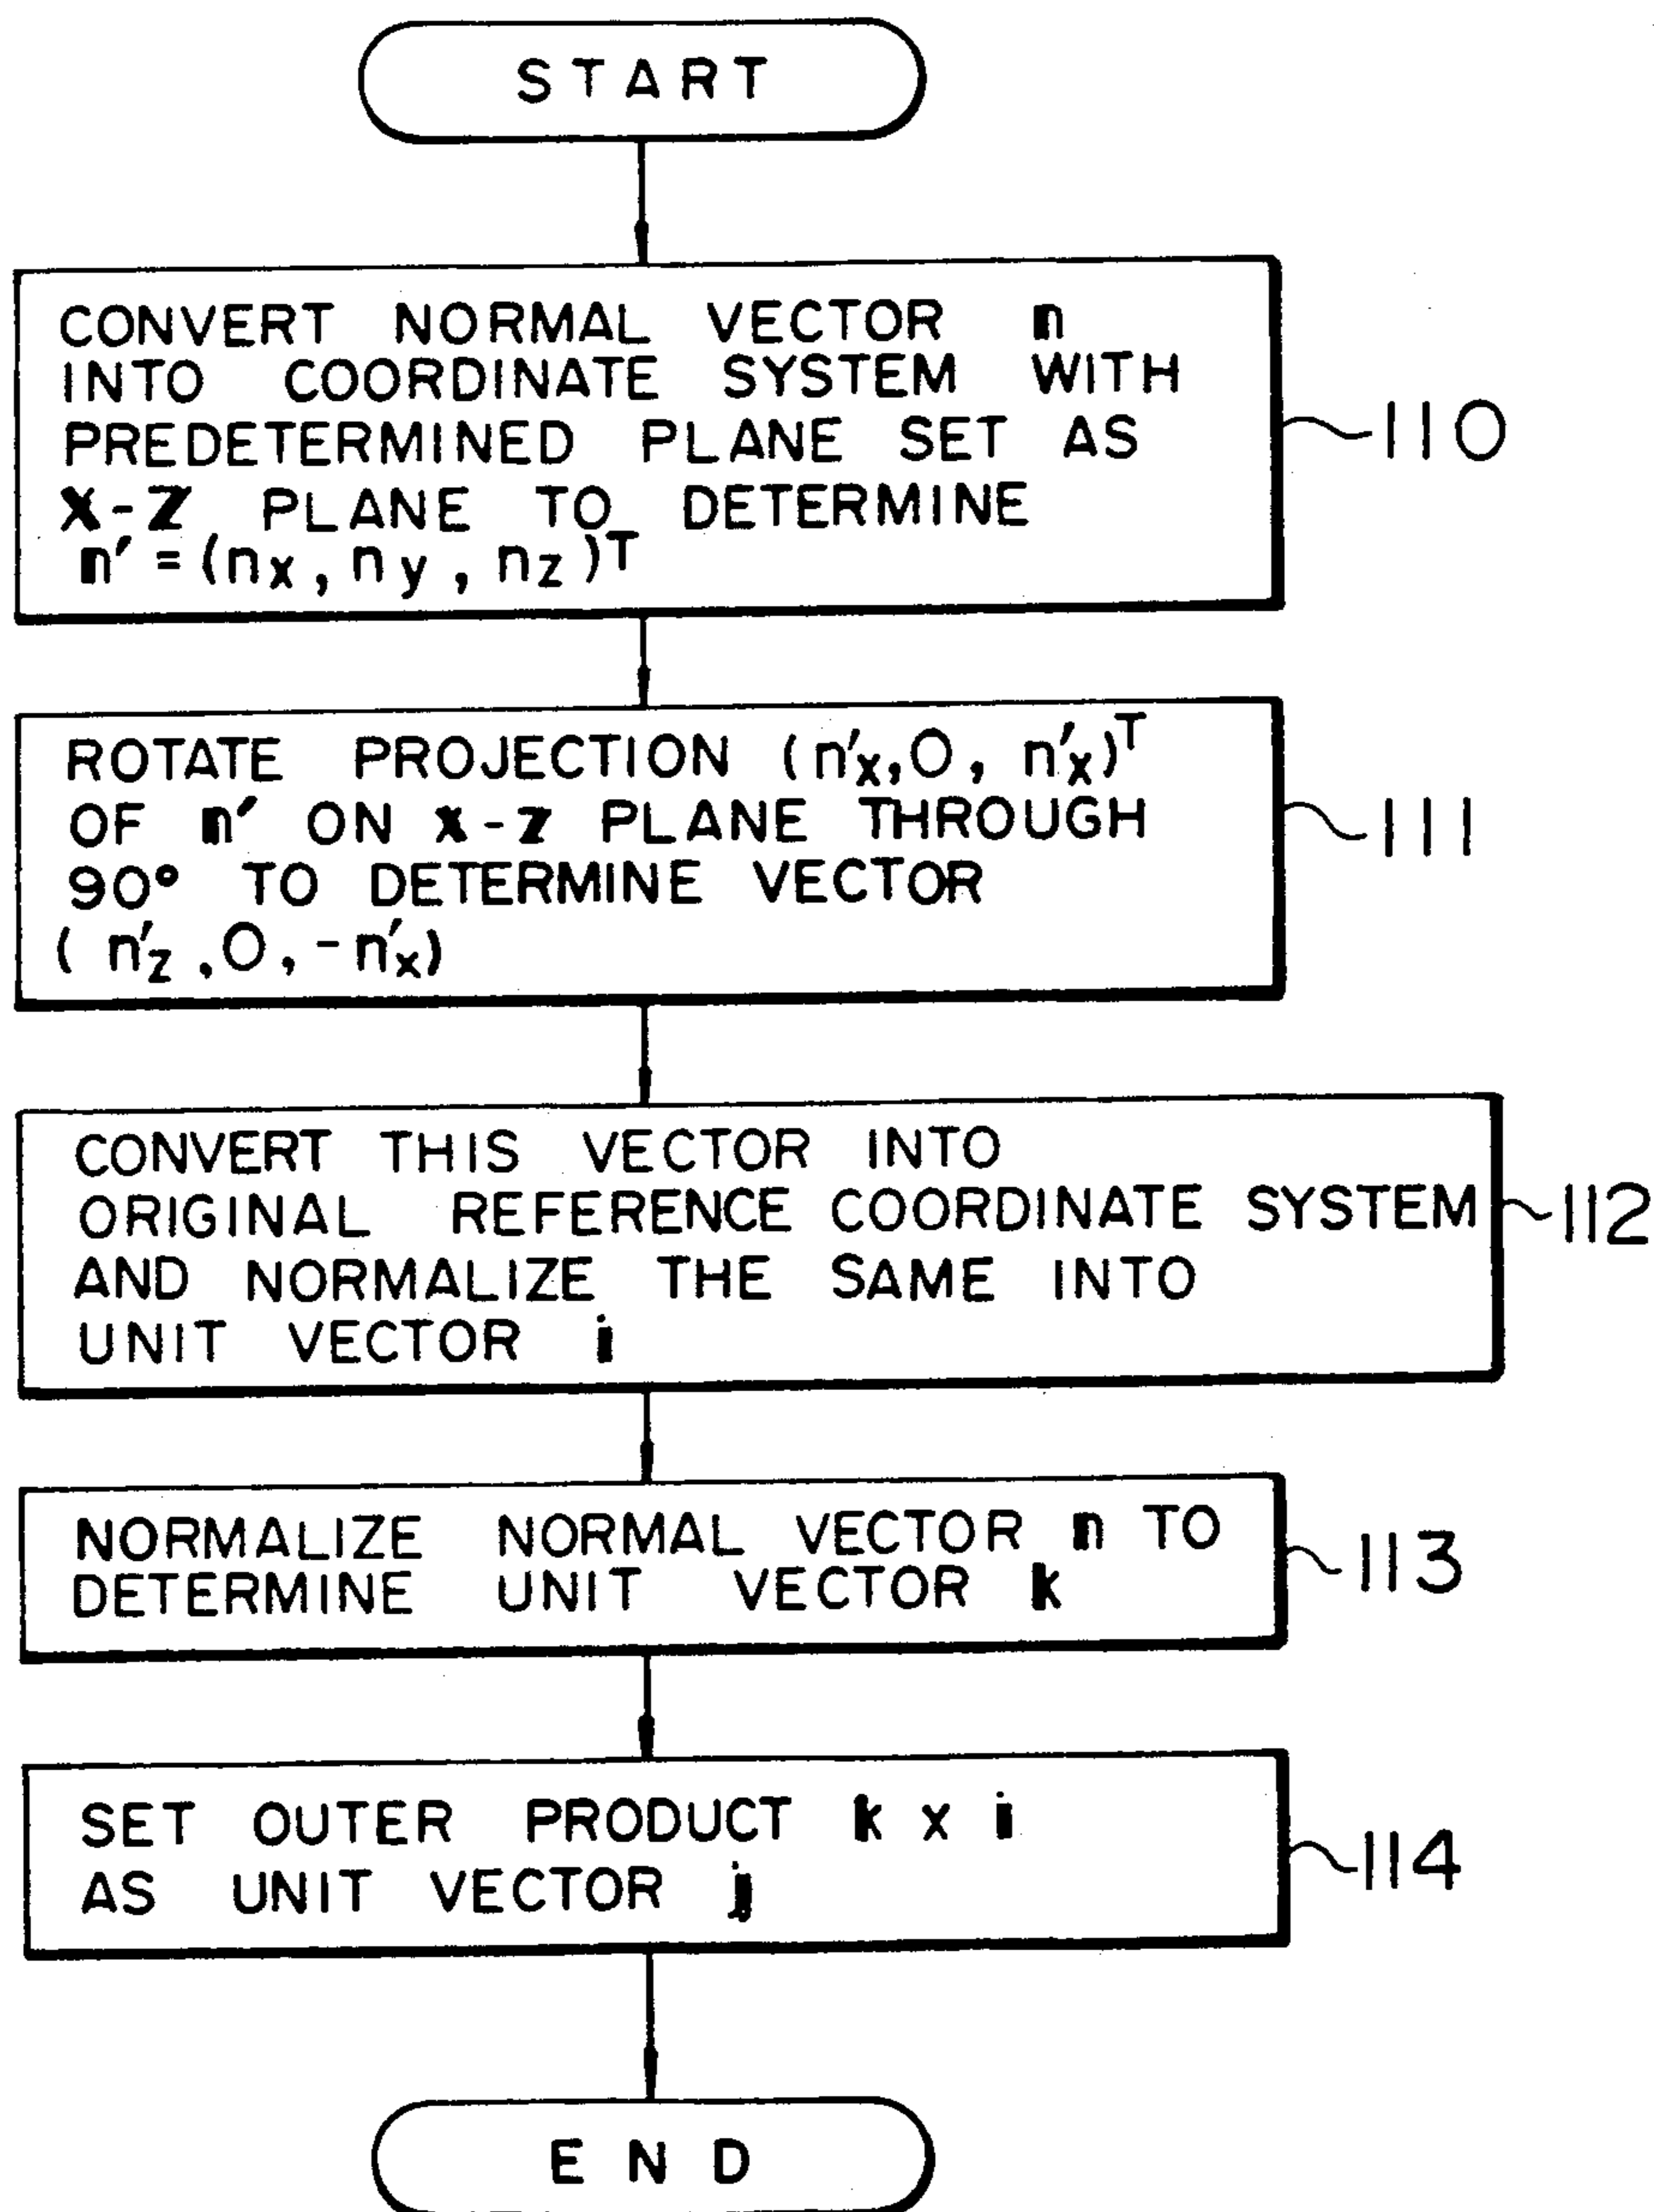 START
CONVERT NORMAL VECTOR n
INTO COORDINATE SYSTEM WITH
PREDETERMINED PLANE SET AS
X-Z PLANE TO DETERMINE
n' = (nx, ny, nz)T
110
ROTATE PROJECTION (n'x, 0, n'x)T
OF n' ON x-z PLANE THROUGH
90° TO DETERMINE VECTOR
(n'z, 0, -n'x)
111
CONVERT THIS VECTOR INTO
ORIGINAL REFERENCE COORDINATE SYSTEM
AND NORMALIZE THE SAME INTO
UNIT VECTOR i
112
NORMALIZE NORMAL VECTOR n TO
DETERMINE UNIT VECTOR k
113
SET OUTER PRODUCT k x i
AS UNIT VECTOR j
114
END